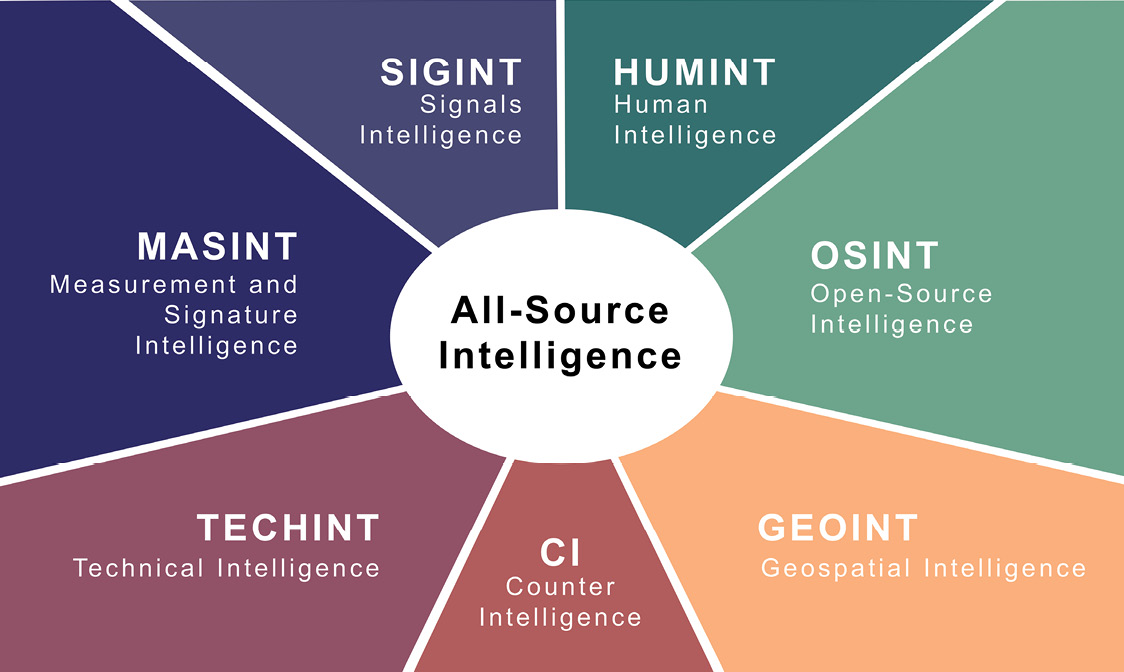 SIGINT
Signals
Intelligence
HUMINT
Human
Intelligence
MASINT
Measurement and
Signature
Intelligence
All-Source
Intelligence
OSINT
Open-Source
Intelligence
TECHINT
Technical Intelligence
CI
Counter
Intelligence
GEOINT
Geospatial Intelligence